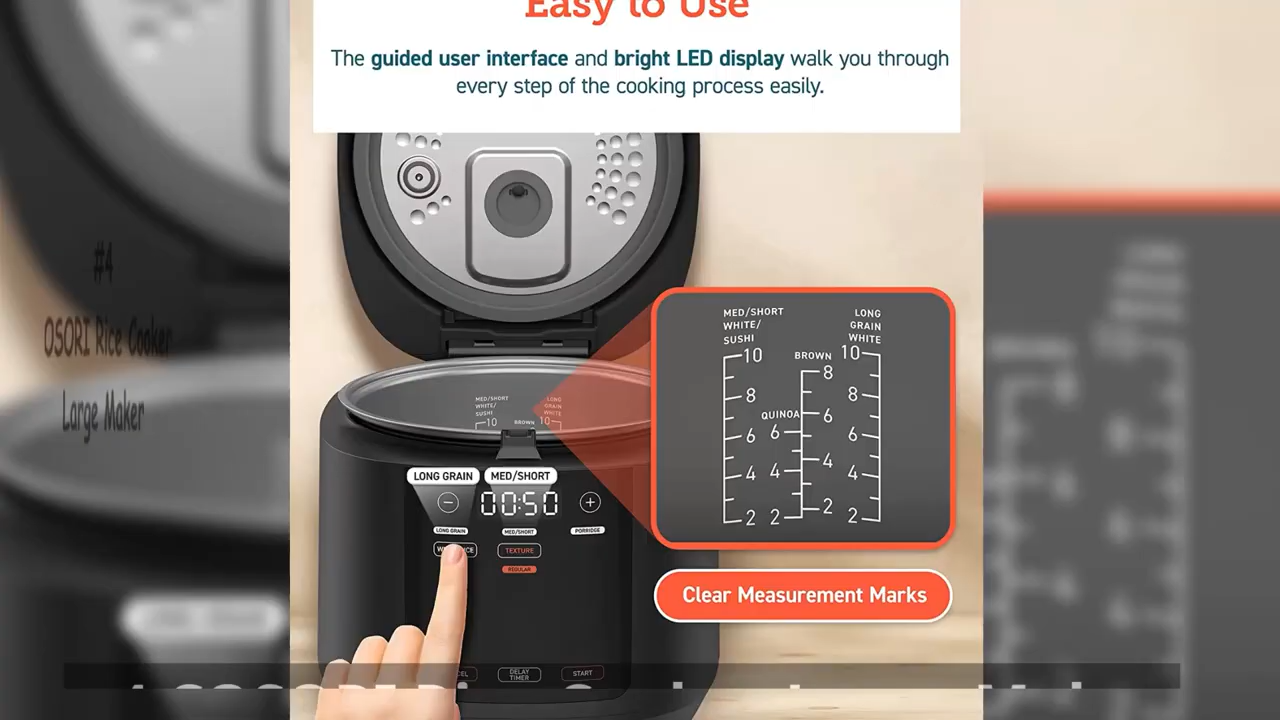 Easy to Use
The guided user interface and bright LED display walk you through
every step of the cooking process easily.
#4
OSORI Rice Cooker
Large Maker
MED/SHORT
WHITE/
SUSHI
10
8
6
4
2
QUINOA
6
4
2
BROWN
8
6
4
2
LONG
GRAIN
WHITE
10
8
6
4
2
MED/SHORT
WHITE/
SUSHI
10
BROWN
LONG
GRAIN
WHITE
10
LONG GRAIN
MED/SHORT
00:50
LONG GRAIN
MED/SHORT
PORRIDGE
TEXTURE
REGULAR
Clear Measurement Marks
DELAY
TIMER
START